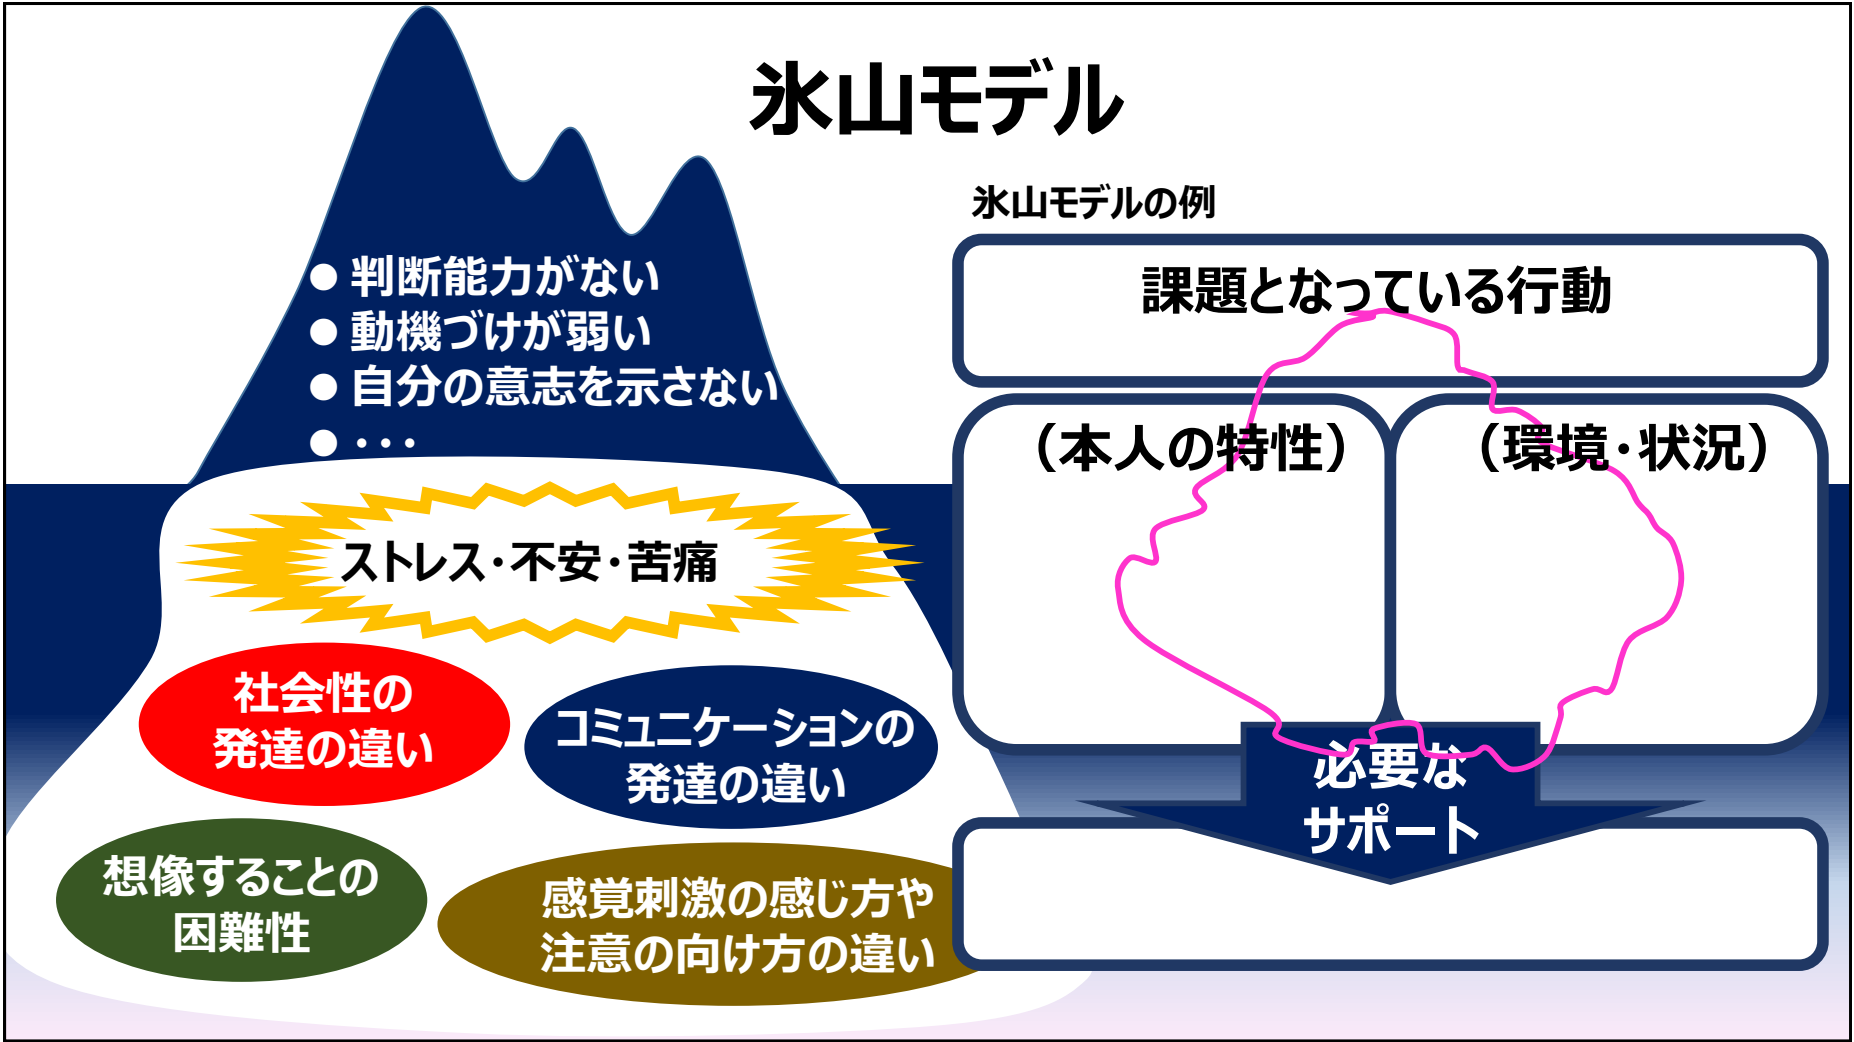 氷山モデル
● 判断能力がない
● 動機づけが弱い
● 自分の意志を示さない
● ・・・
ストレス・不安・苦痛
社会性の
発達の違い
コミュニケーションの
発達の違い
想像することの
困難性
感覚刺激の感じ方や
注意の向け方の違い
氷山モデルの例
課題となっている行動
（本人の特性）
（環境・状況）
必要な
サポート